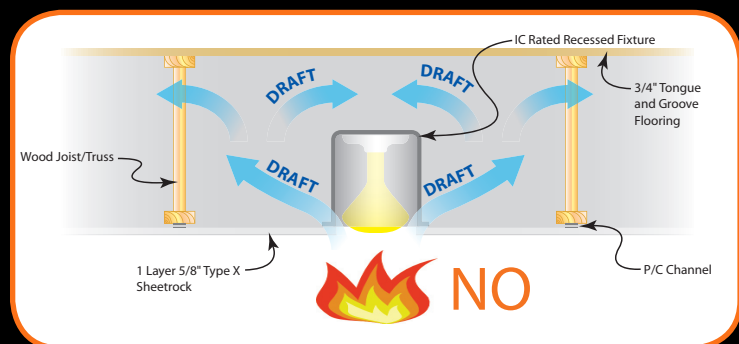 IC Rated Recessed Fixture
DRAFT
DRAFT
3/4" Tongue
and Groove
Flooring
Wood Joist/Truss
DRAFT
DRAFT
1 Layer 5/8" Type X
Sheetrock
P/C Channel
NO